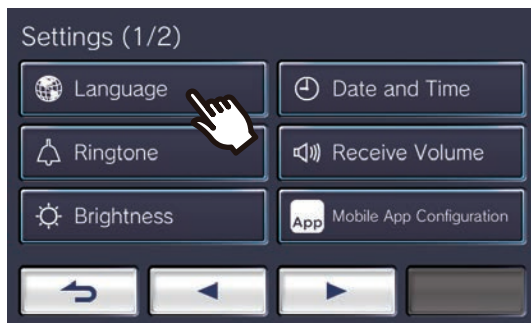 Settings (1/2)
Language
Date and Time
Ringtone
Receive Volume
Brightness
App
Mobile App Configuration